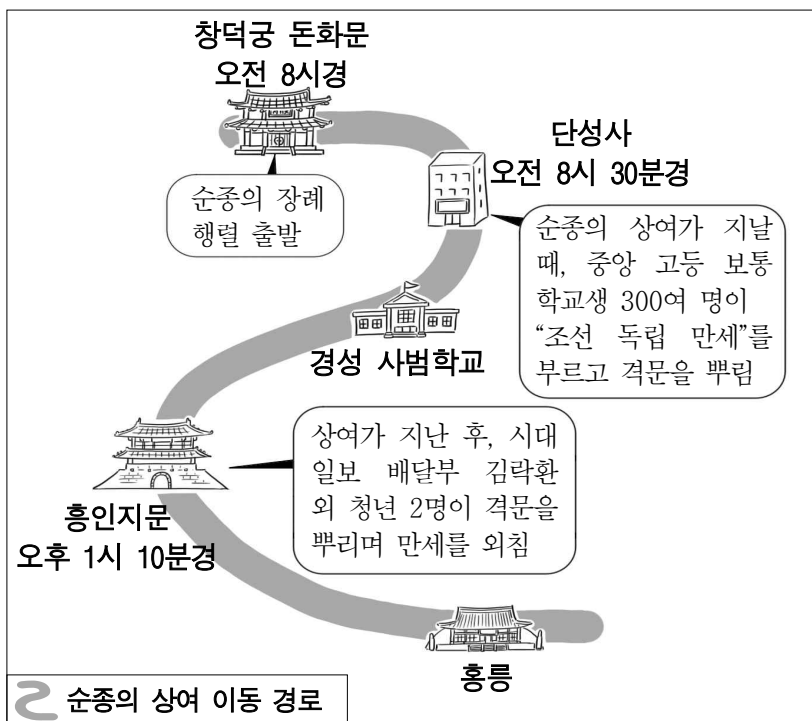 창덕궁 돈화문
오전 8시경
순종의 장례
행렬 출발
단성사
오전 8시 30분경
순종의 상여가 지날
때, 중앙 고등 보통
학교생 300여 명이
“조선 독립 만세”를
부르고 격문을 뿌림
경성 사범학교
상여가 지난 후, 시대
일보 배달부 김락환
외 청년 2명이 격문을
뿌리며 만세를 외침
흥인지문
오후 1시 10분경
홍릉
순종의 상여 이동 경로